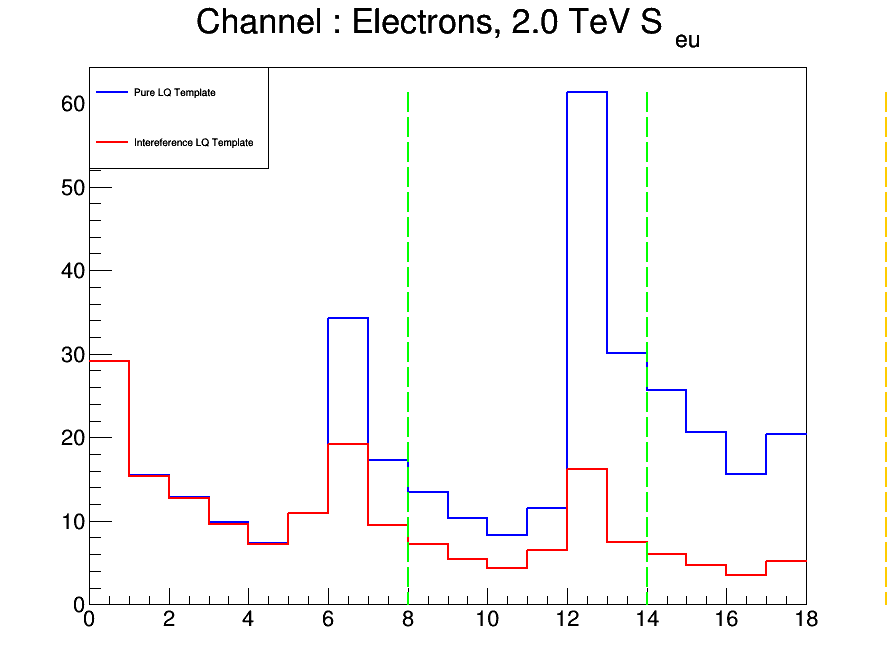 Channel : Electrons, 2.0 TeV S eu
Pure LQ Template
Intereference LQ Template
60
50
40
30
20
10
0
0 2 4 6 8 10 12 14 16 18